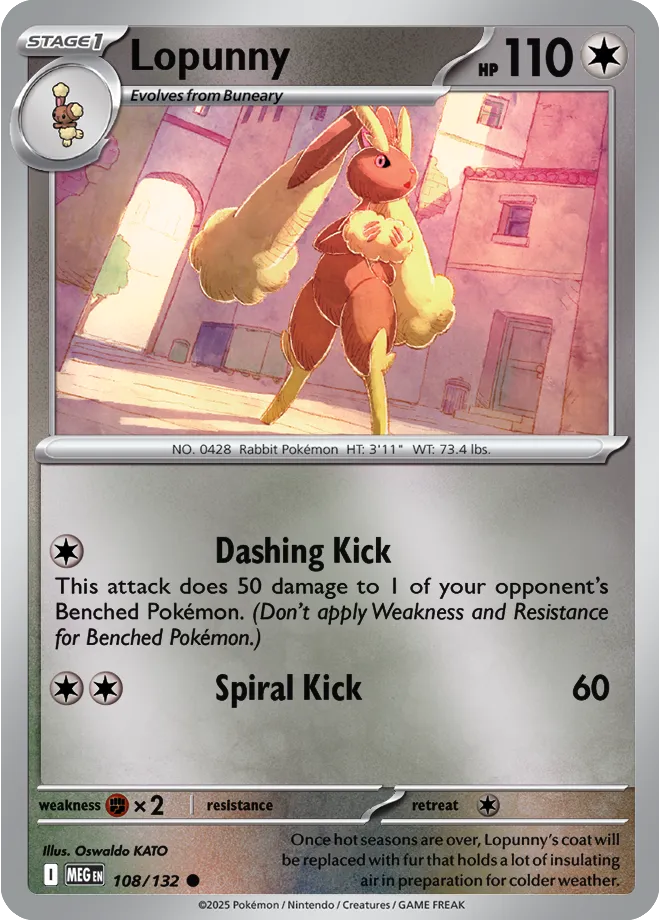 STAGE 1
Lopunny
HP 110
Evolves from Buneary
NO. 0428 Rabbit Pokémon HT: 3'11" WT: 73.4 lbs.
Dashing Kick
This attack does 50 damage to 1 of your opponent's
Benched Pokémon. (Don't apply Weakness and Resistance
for Benched Pokémon.)
Spiral Kick 60
weakness ×2 resistance retreat
Illus. Oswaldo KATO
I MEG EN 108/132
Once hot seasons are over, Lopunny's coat will
be replaced with fur that holds a lot of insulating
air in preparation for colder weather.
©2025 Pokémon / Nintendo / Creatures / GAME FREAK